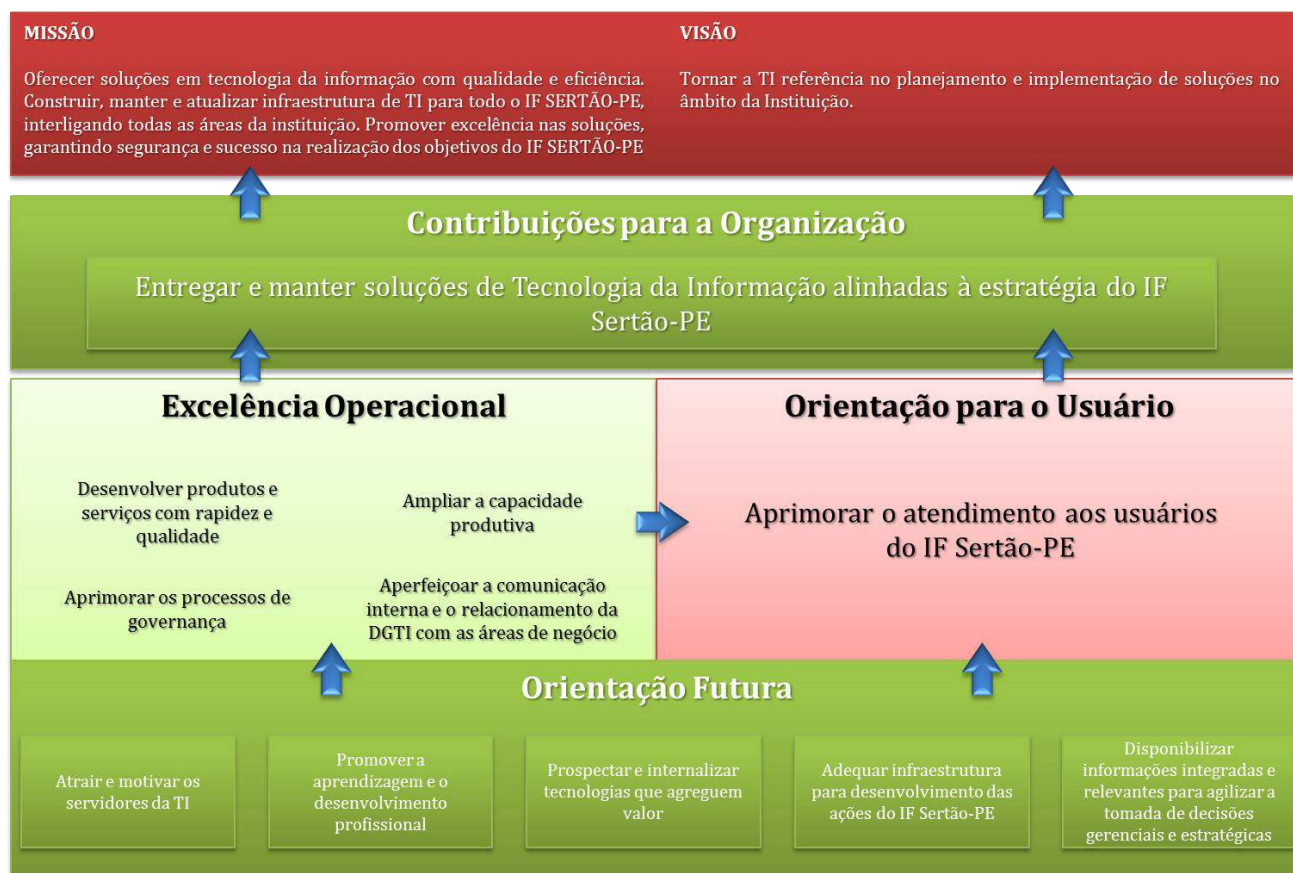 MISSÃO
Oferecer soluções em tecnologia da informação com qualidade e eficiência.
Construir, manter e atualizar infraestrutura de TI para todo o IF SERTÃO-PE,
interligando todas as áreas da instituição. Promover excelência nas soluções,
garantindo segurança e sucesso na realização dos objetivos do IF SERTÃO-PE
VISÃO
Tornar a TI referência no planejamento e implementação de soluções no
âmbito da Instituição.
Contribuições para a Organização
Entregar e manter soluções de Tecnologia da Informação alinhadas à estratégia do IF
Sertão-PE
Excelência Operacional
Desenvolver produtos e
serviços com rapidez e
qualidade
Ampliar a capacidade
produtiva
Aprimorar os processos de
governança
Aperfeiçoar a comunicação
interna e o relacionamento da
DGTI com as áreas de negócio
Orientação para o Usuário
Aprimorar o atendimento aos usuários
do IF Sertão-PE
Orientação Futura
Atrair e motivar os
servidores da TI
Promover a
aprendizagem e o
desenvolvimento
profissional
Prospectar e internalizar
tecnologias que agreguem
valor
Adequar infraestrutura
para desenvolvimento das
ações do IF Sertão-PE
Disponibilizar
informações integradas e
relevantes para agilizar a
tomada de decisões
gerenciais e estratégicas